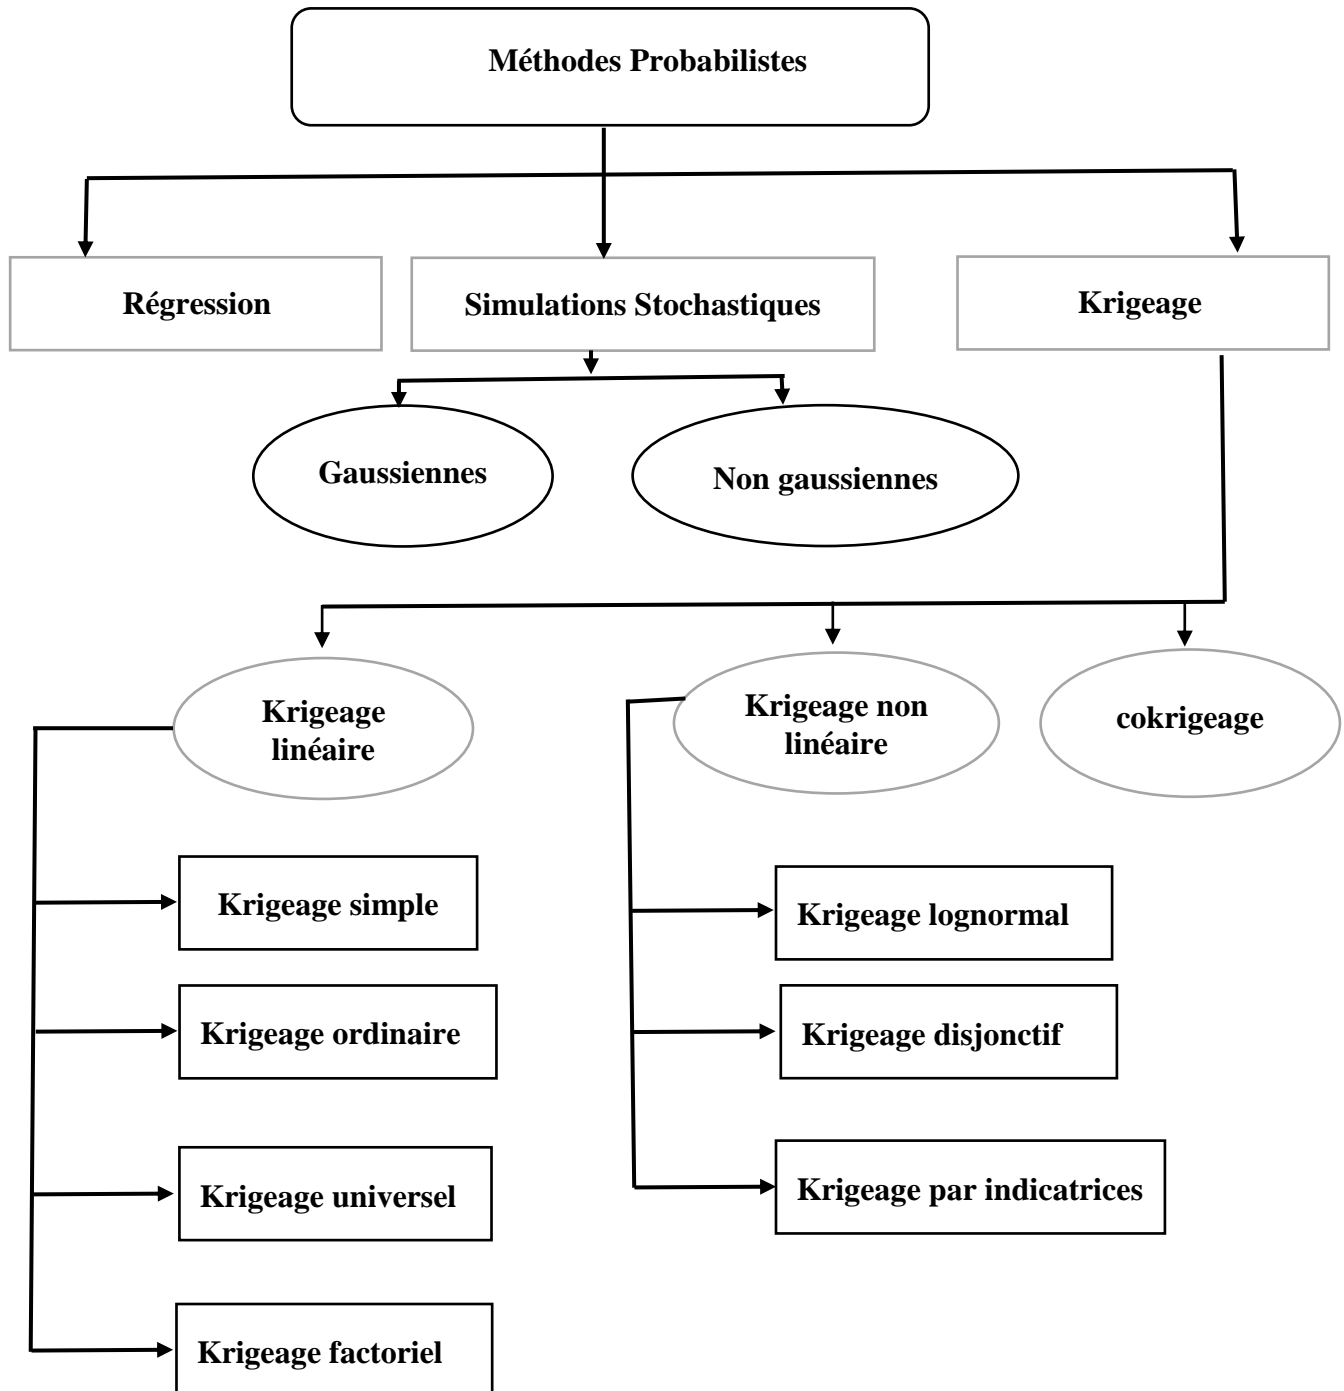 Méthodes Probabilistes
Régression
Simulations Stochastiques
Krigeage
Gaussiennes
Non gaussiennes
Krigeage
linéaire
Krigeage non
linéaire
cokrigeage
Krigeage simple
Krigeage ordinaire
Krigeage universel
Krigeage factoriel
Krigeage lognormal
Krigeage disjonctif
Krigeage par indicatrices